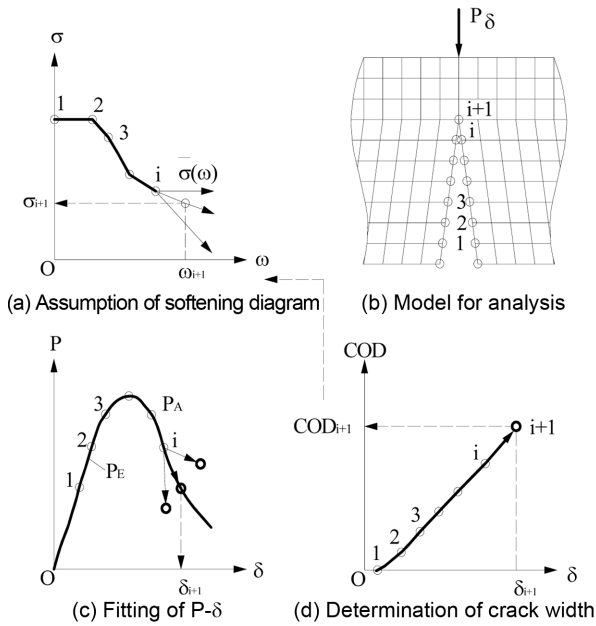 σ
1 2
3
i
σ̅(ω)
σi+1
O
ωi+1
ω
(a) Assumption of softening diagram
Pδ
i+1
i
3
2
1
(b) Model for analysis
P
3
2
1
PA
PE
i
O
δi+1
δ
(c) Fitting of P-δ
COD
CODi+1
i+1
i
3
2
1
O
δi+1
δ
(d) Determination of crack width